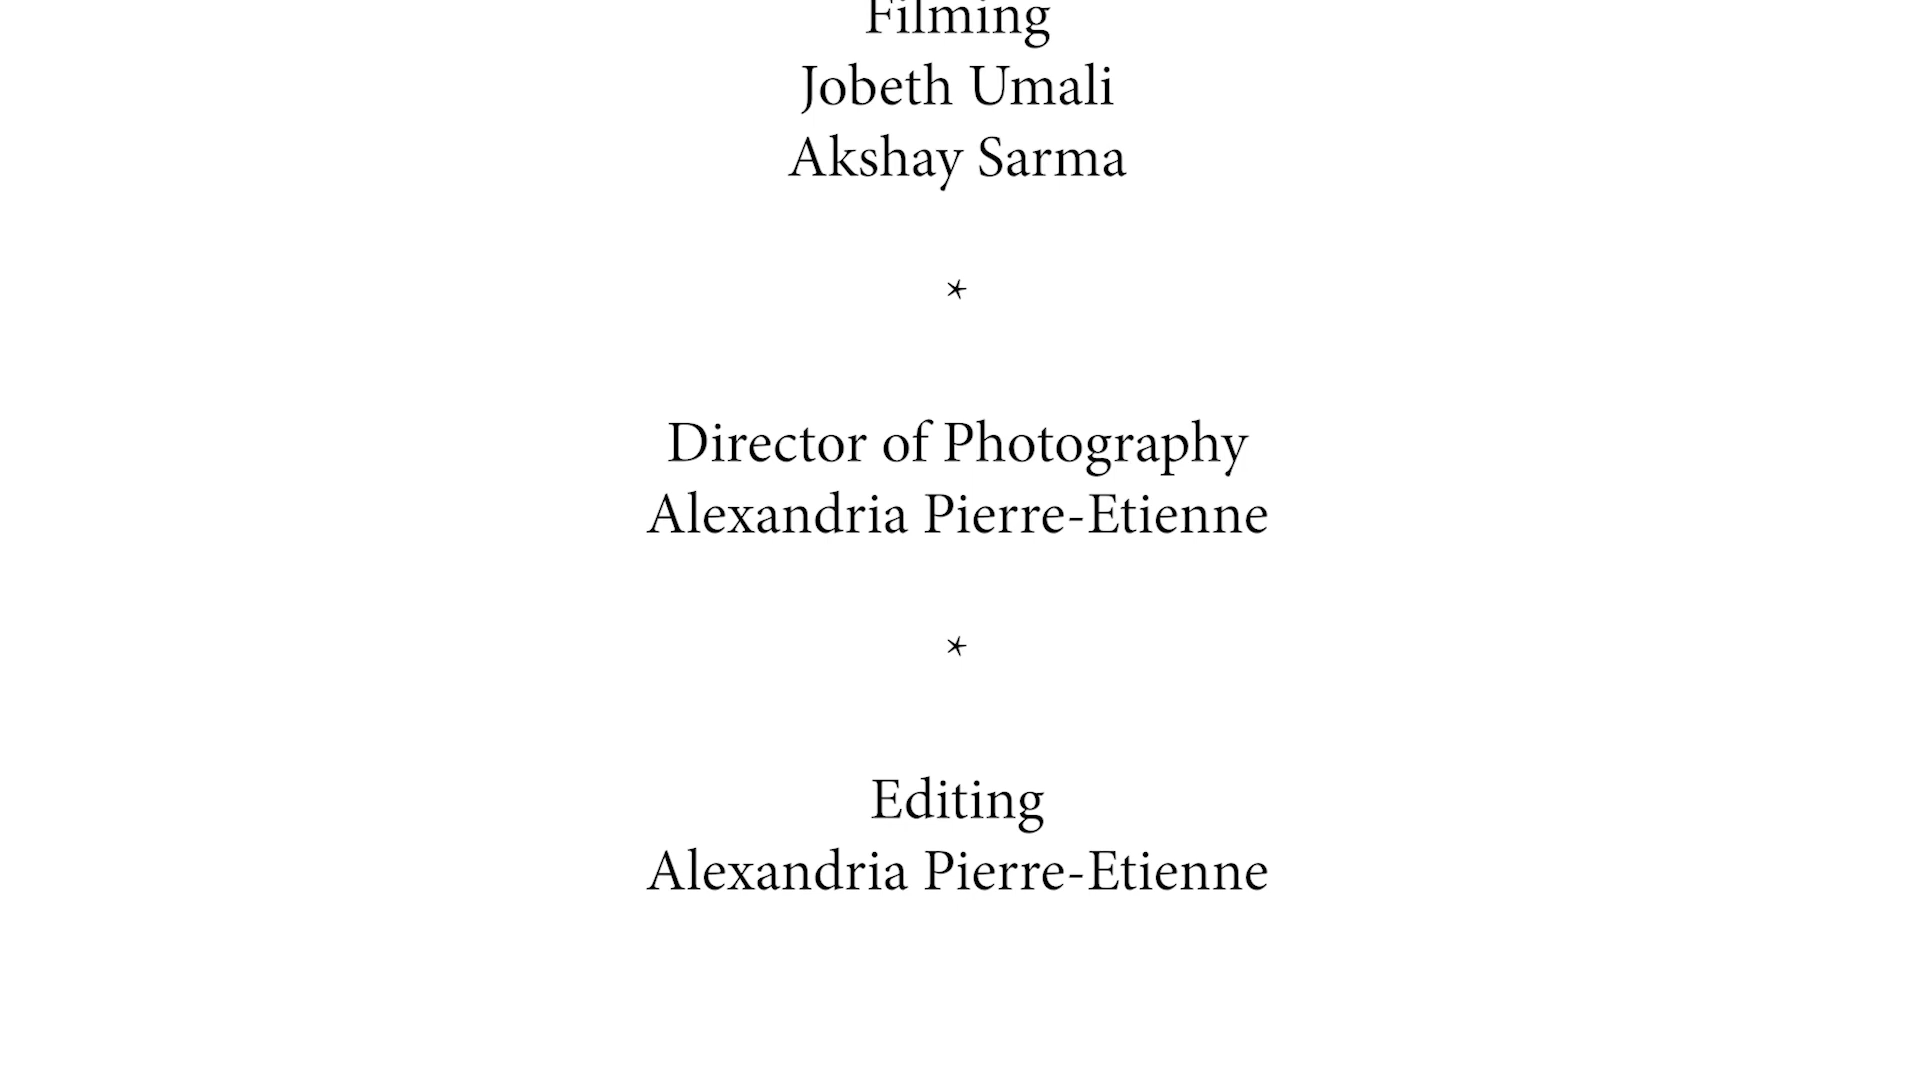 Filming
Jobeth Umali
Akshay Sarma
*
Director of Photography
Alexandria Pierre-Etienne
*
Editing
Alexandria Pierre-Etienne